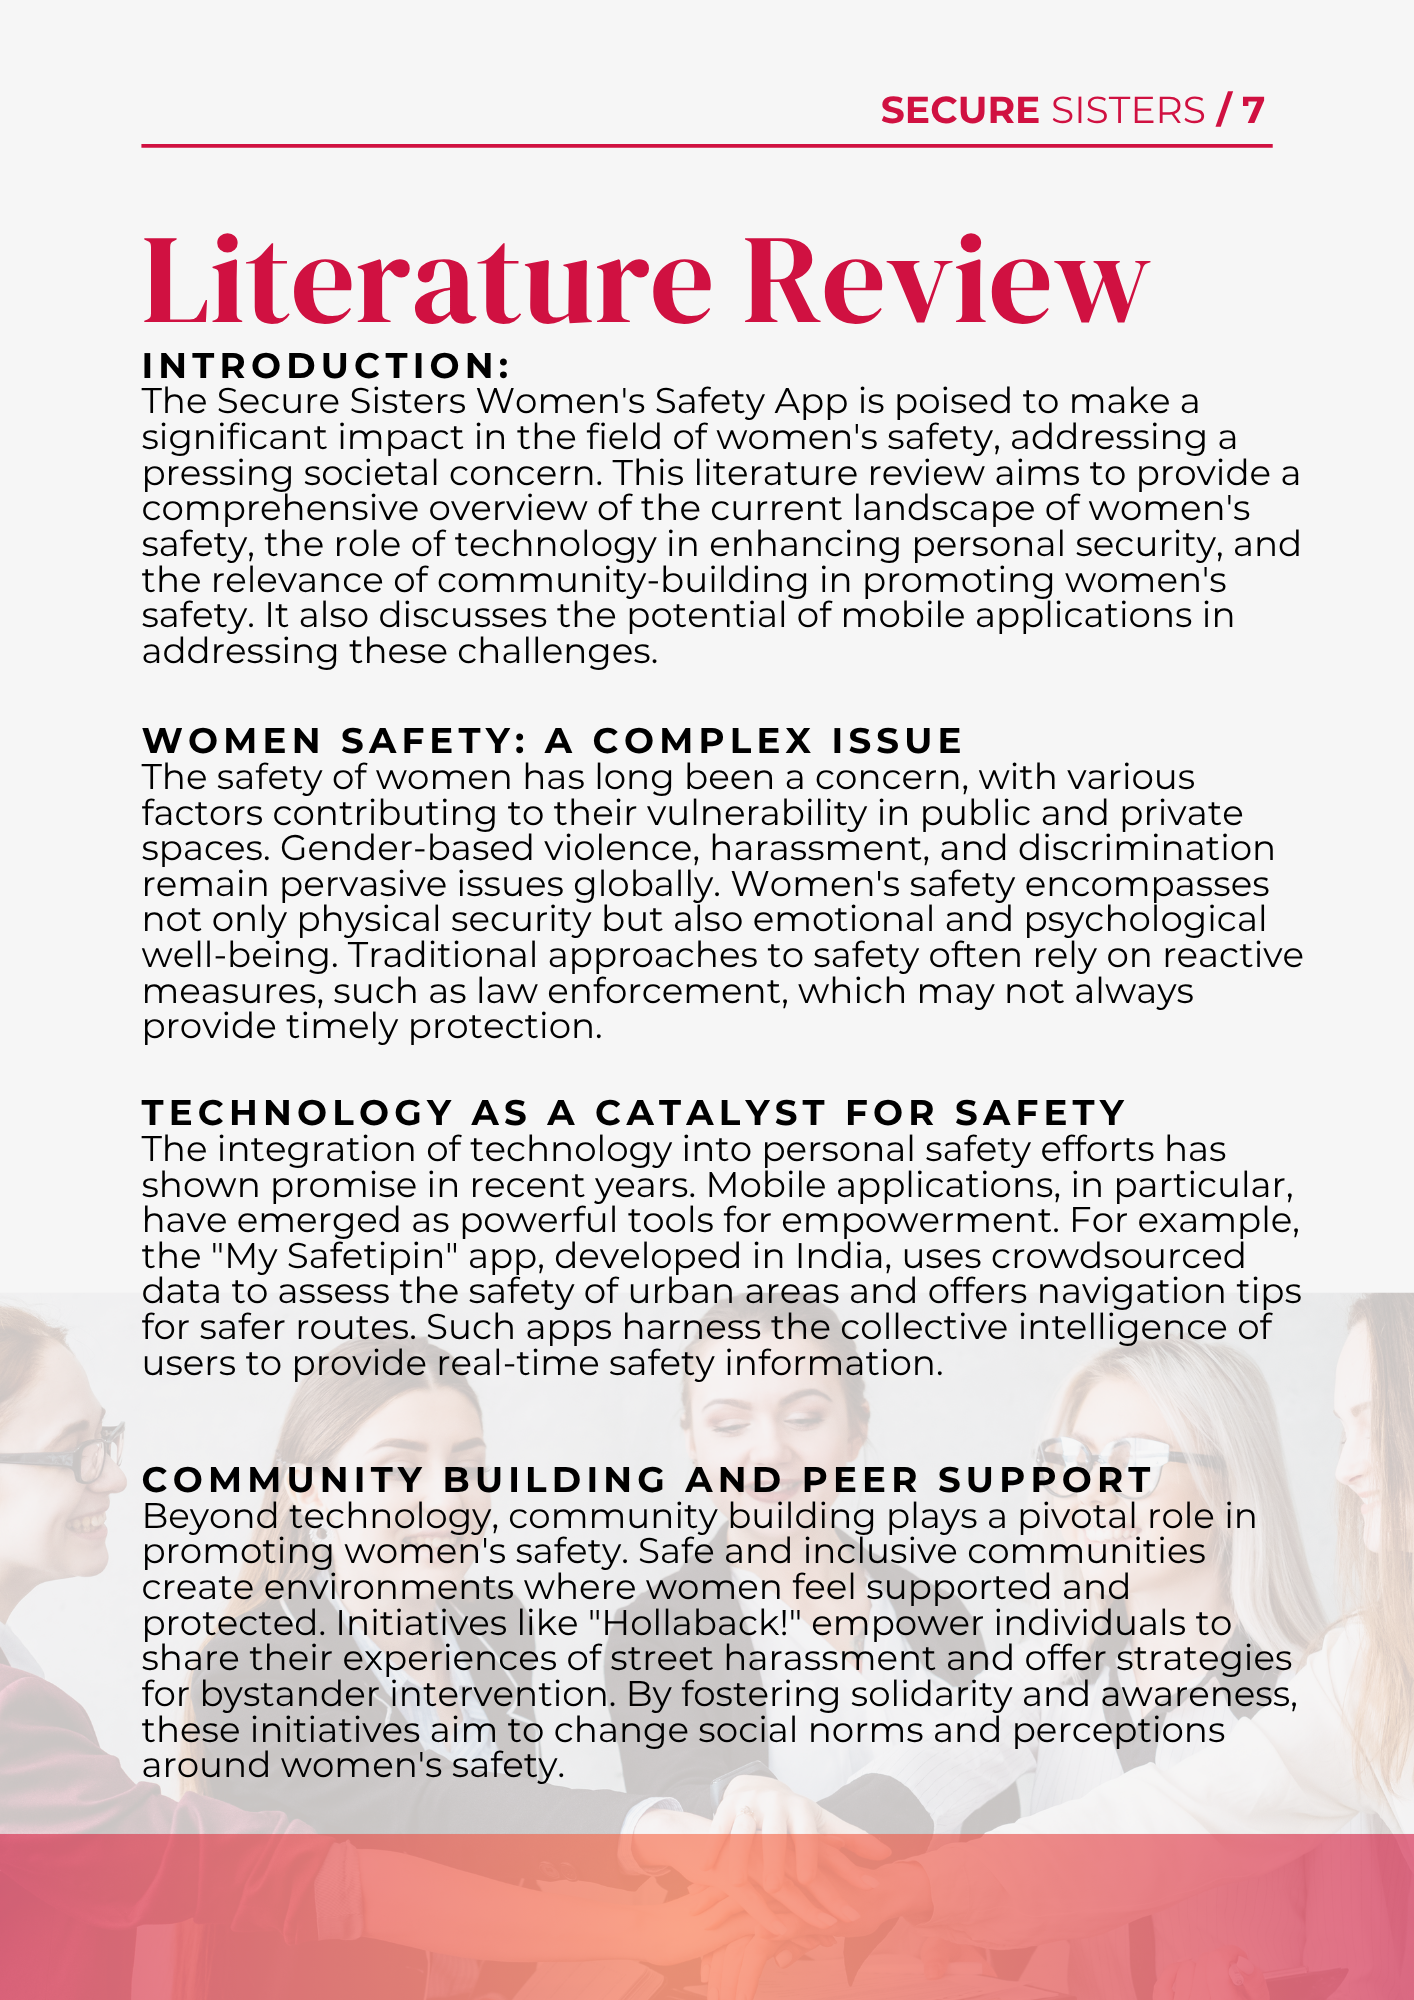 SECURE SISTERS / 7
Literature Review
INTRODUCTION:
The Secure Sisters Women's Safety App is poised to make a
significant impact in the field of women's safety, addressing a
pressing societal concern. This literature review aims to provide a
comprehensive overview of the current landscape of women's
safety, the role of technology in enhancing personal security, and
the relevance of community-building in promoting women's
safety. It also discusses the potential of mobile applications in
addressing these challenges.
WOMEN SAFETY: A COMPLEX ISSUE
The safety of women has long been a concern, with various
factors contributing to their vulnerability in public and private
spaces. Gender-based violence, harassment, and discrimination
remain pervasive issues globally. Women's safety encompasses
not only physical security but also emotional and psychological
well-being. Traditional approaches to safety often rely on reactive
measures, such as law enforcement, which may not always
provide timely protection.
TECHNOLOGY AS A CATALYST FOR SAFETY
The integration of technology into personal safety efforts has
shown promise in recent years. Mobile applications, in particular,
have emerged as powerful tools for empowerment. For example,
the "My Safetipin" app, developed in India, uses crowdsourced
data to assess the safety of urban areas and offers navigation tips
for safer routes. Such apps harness the collective intelligence of
users to provide real-time safety information.
COMMUNITY BUILDING AND PEER SUPPORT
Beyond technology, community building plays a pivotal role in
promoting women's safety. Safe and inclusive communities
create environments where women feel supported and
protected. Initiatives like "Hollaback!" empower individuals to
share their experiences of street harassment and offer strategies
for bystander intervention. By fostering solidarity and awareness,
these initiatives aim to change social norms and perceptions
around women's safety.